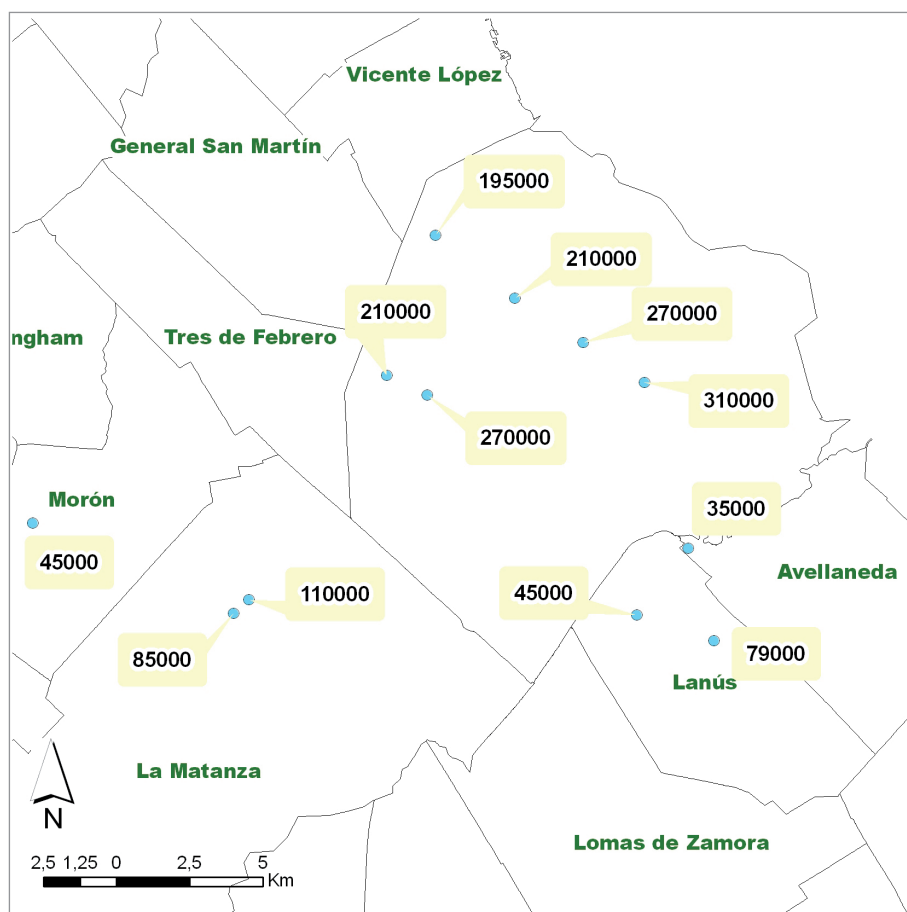 Vicente López
General San Martín
195000
210000
210000
270000
ngham
Tres de Febrero
310000
270000
Morón
35000
45000
Avellaneda
110000
45000
85000
79000
Lanús
La Matanza
N
Lomas de Zamora
2,5 1,25 0 2,5 5
Km